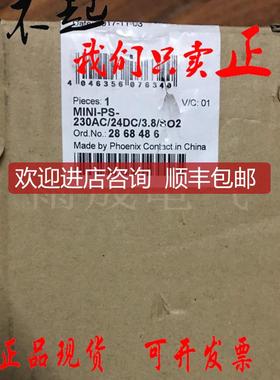 我们只卖正
4046356076340
Pieces: 1
V/C: 01
MINI-PS-
230AC/24DC/3.8/SO2
Ord.No.: 28 68 48 6
Made by Phoenix Contact in China
欢迎进店咨询 顺丰包邮
正品现货 可开发票